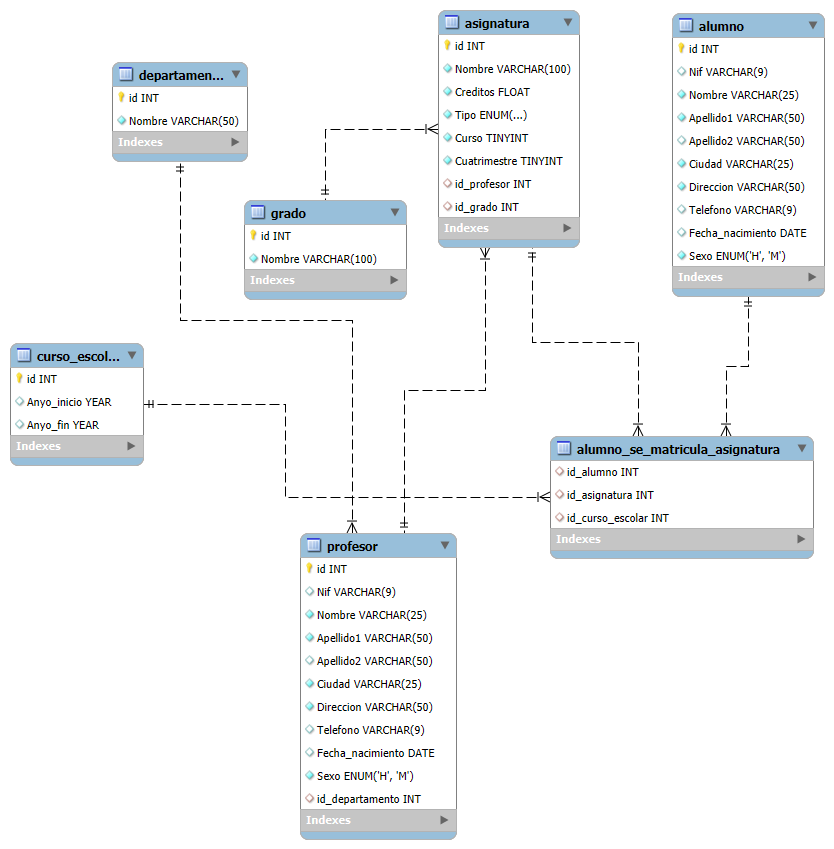 departamen...
id INT
Nombre VARCHAR(50)
Indexes
asignatura
id INT
Nombre VARCHAR(100)
Creditos FLOAT
Tipo ENUM(...)
Curso TINYINT
Cuatrimestre TINYINT
id_profesor INT
id_grado INT
Indexes
alumno
id INT
Nif VARCHAR(9)
Nombre VARCHAR(25)
Apellido1 VARCHAR(50)
Apellido2 VARCHAR(50)
Ciudad VARCHAR(25)
Direccion VARCHAR(50)
Telefono VARCHAR(9)
Fecha_nacimiento DATE
Sexo ENUM('H', 'M')
Indexes
grado
id INT
Nombre VARCHAR(100)
Indexes
curso_escol...
id INT
Anyo_inicio YEAR
Anyo_fin YEAR
Indexes
alumno_se_matricula_asignatura
id_alumno INT
id_asignatura INT
id_curso_escolar INT
Indexes
profesor
id INT
Nif VARCHAR(9)
Nombre VARCHAR(25)
Apellido1 VARCHAR(50)
Apellido2 VARCHAR(50)
Ciudad VARCHAR(25)
Direccion VARCHAR(50)
Telefono VARCHAR(9)
Fecha_nacimiento DATE
Sexo ENUM('H', 'M')
id_departamento INT
Indexes